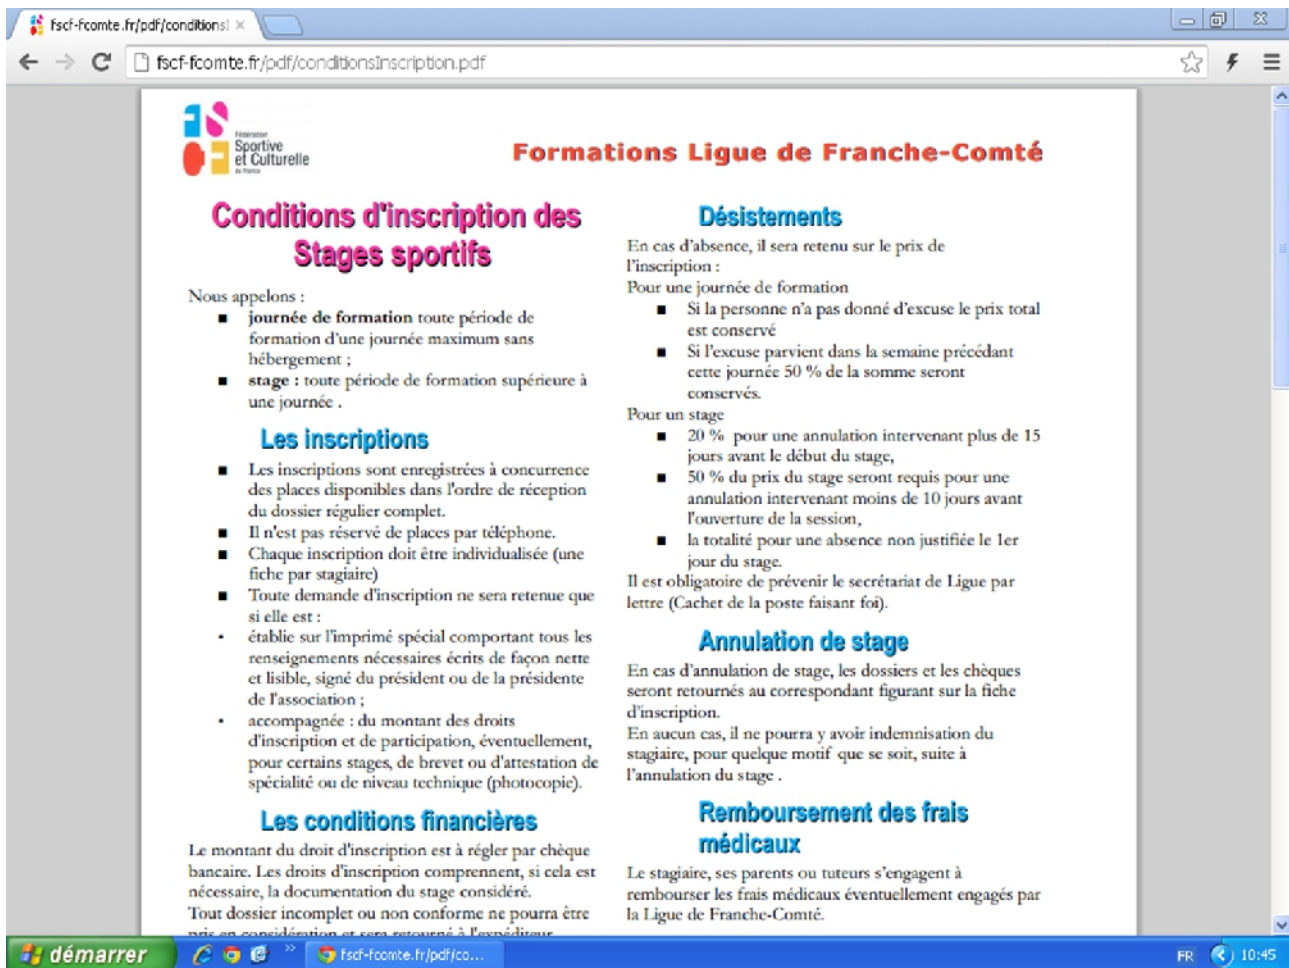 fscf-fcomte.fr/pdf/conditionsI
fscf-fcomte.fr/pdf/conditionsInscription.pdf
Fédération
Sportive
et Culturelle
de France
Formations Ligue de Franche-Comté
Conditions d'inscription des
Stages sportifs
Nous appelons :
■ journée de formation toute période de
formation d'une journée maximum sans
hébergement ;
■ stage : toute période de formation supérieure à
une journée .
Les inscriptions
■ Les inscriptions sont enregistrées à concurrence
des places disponibles dans l'ordre de réception
du dossier régulier complet.
■ Il n'est pas réservé de places par téléphone.
■ Chaque inscription doit être individualisée (une
fiche par stagiaire)
■ Toute demande d'inscription ne sera retenue que
si elle est :
• établie sur l'imprimé spécial comportant tous les
renseignements nécessaires écrits de façon nette
et lisible, signé du président ou de la présidente
de l'association ;
• accompagnée : du montant des droits
d'inscription et de participation, éventuellement,
pour certains stages, de brevet ou d'attestation de
spécialité ou de niveau technique (photocopie).
Les conditions financières
Le montant du droit d'inscription est à régler par chèque
bancaire. Les droits d'inscription comprennent, si cela est
nécessaire, la documentation du stage considéré.
Tout dossier incomplet ou non conforme ne pourra être
pris en considération et sera retourné à l'expéditeur
Désistements
En cas d'absence, il sera retenu sur le prix de
l'inscription :
Pour une journée de formation
■ Si la personne n'a pas donné d'excuse le prix total
est conservé
■ Si l'excuse parvient dans la semaine précédant
cette journée 50 % de la somme seront
conservés.
Pour un stage
■ 20 % pour une annulation intervenant plus de 15
jours avant le début du stage,
■ 50 % du prix du stage seront requis pour une
annulation intervenant moins de 10 jours avant
l'ouverture de la session,
■ la totalité pour une absence non justifiée le 1er
jour du stage.
Il est obligatoire de prévenir le secrétariat de Ligue par
lettre (Cachet de la poste faisant foi).
Annulation de stage
En cas d'annulation de stage, les dossiers et les chèques
seront retournés au correspondant figurant sur la fiche
d'inscription.
En aucun cas, il ne pourra y avoir indemnisation du
stagiaire, pour quelque motif que se soit, suite à
l'annulation du stage .
Remboursement des frais
médicaux
Le stagiaire, ses parents ou tuteurs s'engagent à
rembourser les frais médicaux éventuellement engagés par
la Ligue de Franche-Comté.
démarrer
fscf-fcomte.fr/pdf/co...
FR
10:45